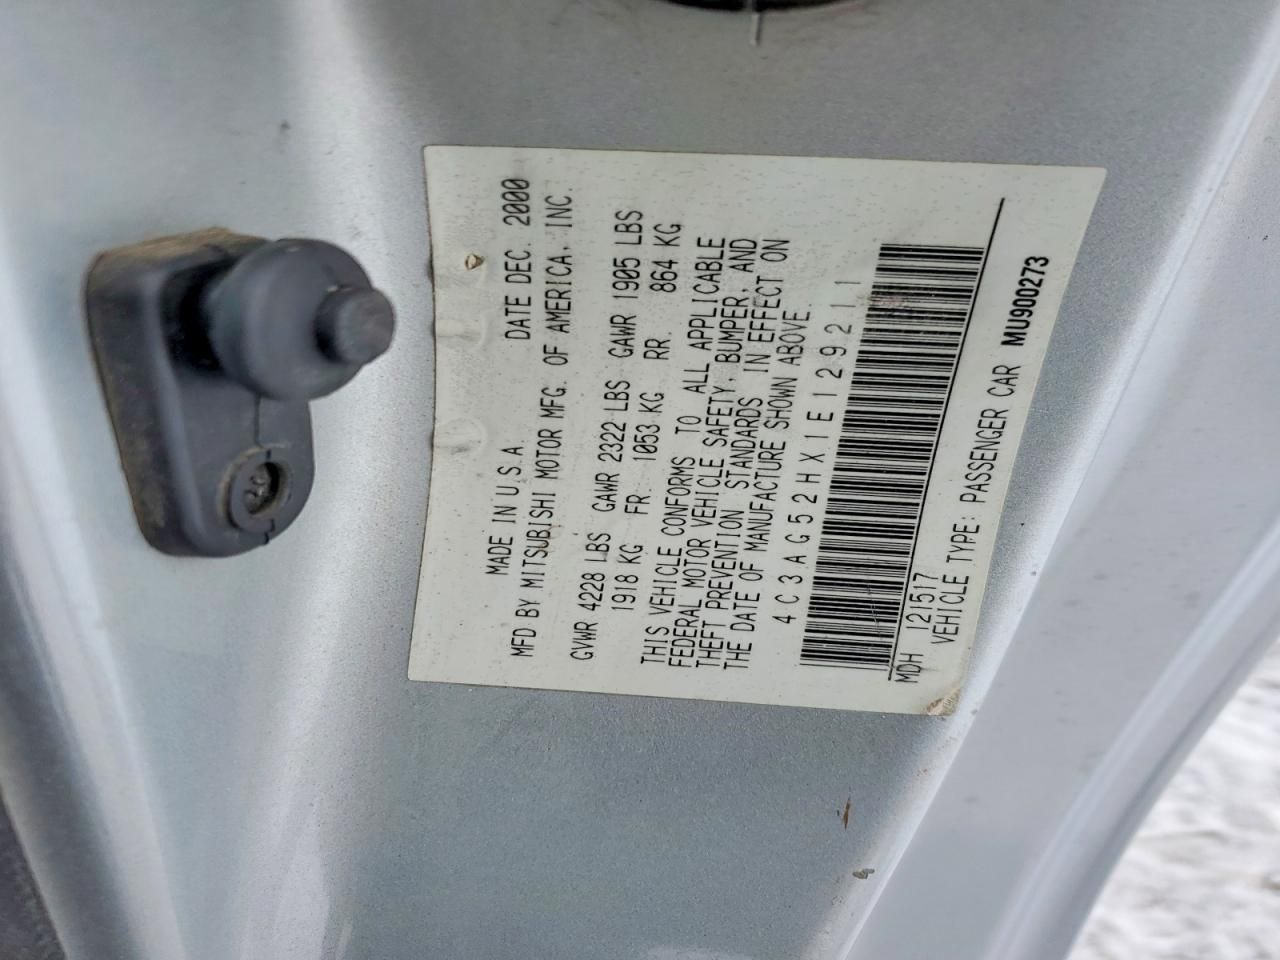 MADE IN U.S.A DATE DEC. 2000
MFD BY MITSUBISHI MOTOR MFG. OF AMERICA, INC.
GVWR 4228 LBS GAWR 2322 LBS GAWR 1905 LBS
1918 KG FR 1053 KG RR. 864 KG
THIS VEHICLE CONFORMS TO ALL APPLICABLE
FEDERAL MOTOR VEHICLE SAFETY, BUMPER, AND
THEFT PREVENTION STANDARDS IN EFFECT ON
THE DATE OF MANUFACTURE SHOWN ABOVE.
4C3AG52HX1E129211
MDH 121517
VEHICLE TYPE: PASSENGER CAR MU900273